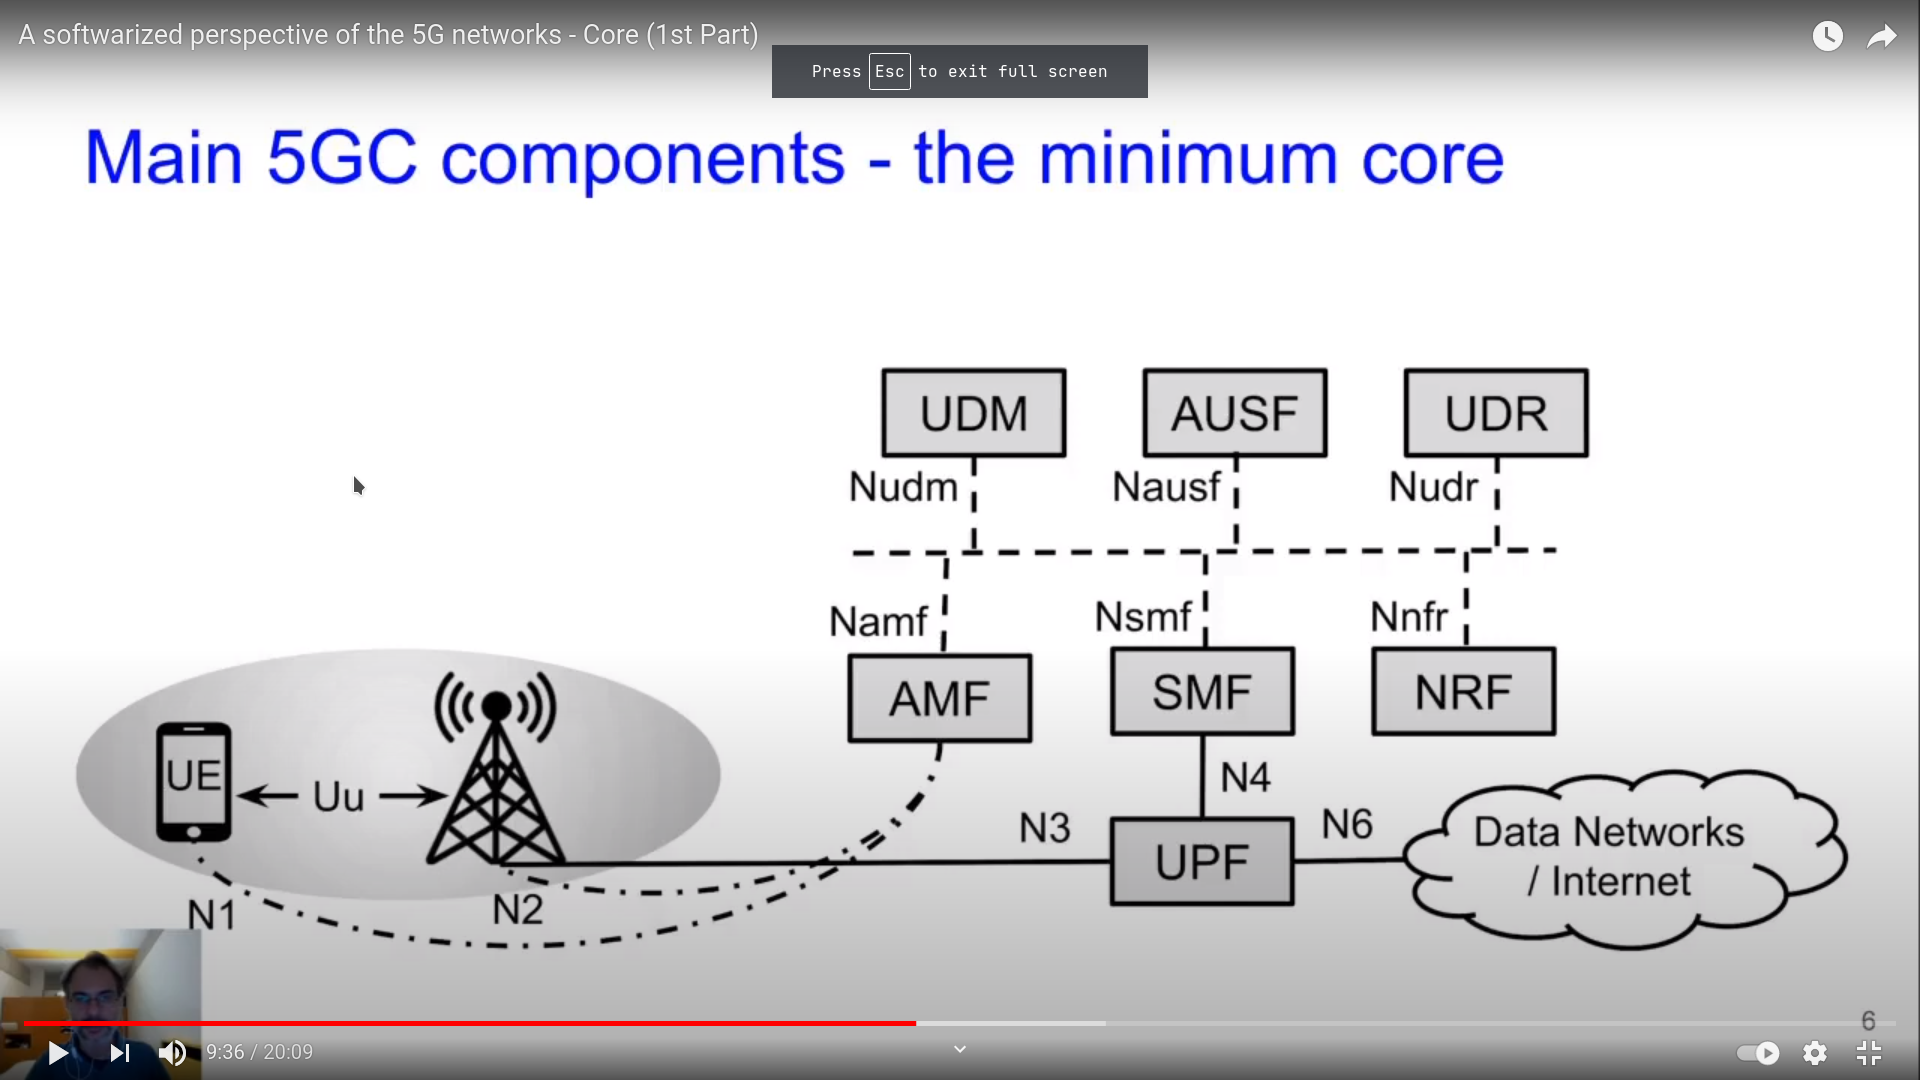 A softwarized perspective of the 5G networks - Core (1st Part)
Press Esc to exit full screen
Main 5GC components - the minimum core
UDM
AUSF
UDR
Nudm
Nausf
Nudr
Namf
Nsmf
Nnfr
AMF
SMF
NRF
UE
Uu
N4
N3
N6
UPF
Data Networks
/ Internet
N1
N2
6
9:36 / 20:09